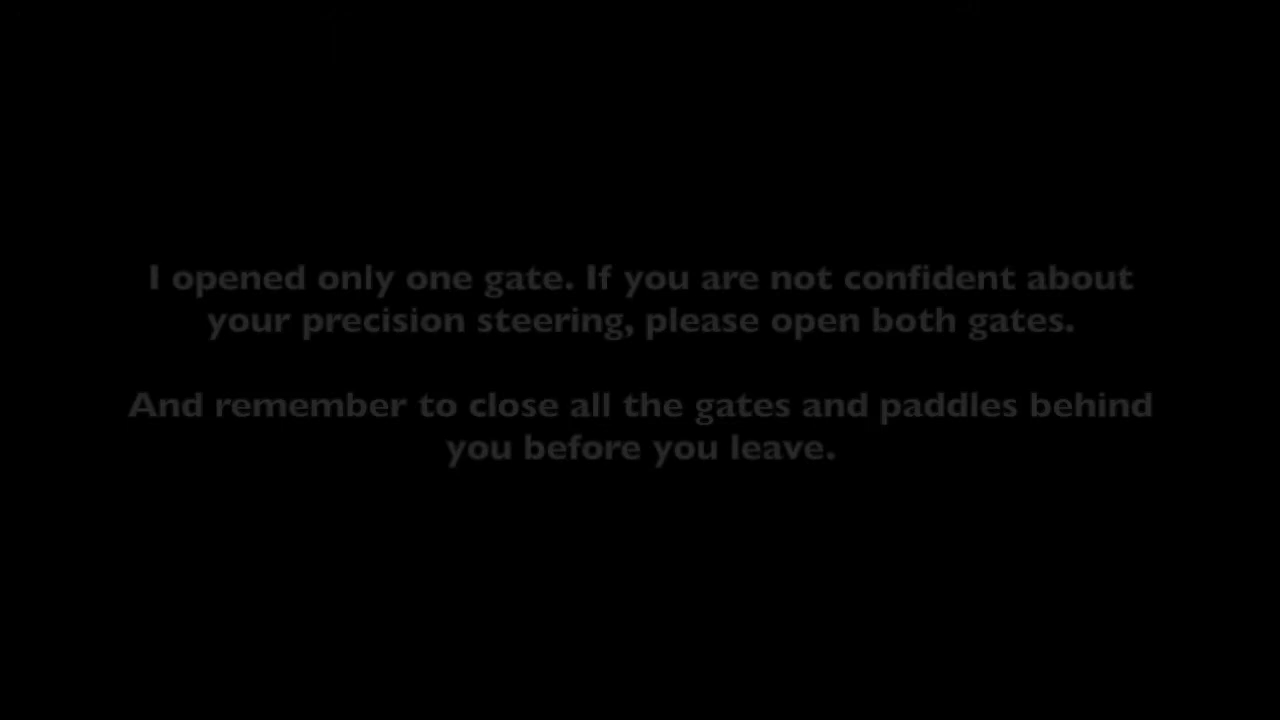 I opened only one gate. If you are not confident about
your precision steering, please open both gates.
And remember to close all the gates and paddles behind
you before you leave.